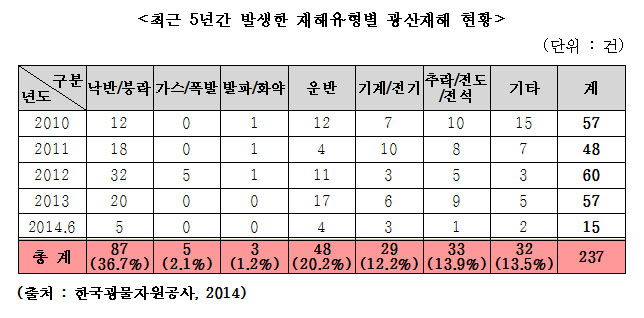 <최근 5년간 발생한 재해유형별 광산재해 현황>
(단위 : 건)
구분
년도 낙반/붕락 가스/폭발 발파/화약 운반 기계/전기 추락/전도/전석 기타 계
2010 12 0 1 12 7 10 15 57
2011 18 0 1 4 10 8 7 48
2012 32 5 1 11 3 5 3 60
2013 20 0 0 17 6 9 5 57
2014.6 5 0 0 4 3 1 2 15
총 계 87 5 3 48 29 33 32 237
(36.7%) (2.1%) (1.2%) (20.2%) (12.2%) (13.9%) (13.5%)
(출처 : 한국광물자원공사, 2014)